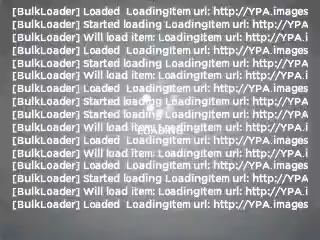 [BulkLoader] Loaded LoadingItem url: http://YPA.images
[BulkLoader] Started loading LoadingItem url: http://YPA
[BulkLoader] Will load item: LoadingItem url: http://YPA.i
[BulkLoader] Loaded LoadingItem url: http://YPA.images
[BulkLoader] Started loading LoadingItem url: http://YPA
[BulkLoader] Will load item: LoadingItem url: http://YPA.i
[BulkLoader] Loaded LoadingItem url: http://YPA.images
[BulkLoader] Started loading LoadingItem url: http://YPA
[BulkLoader] Loaded LoadingItem url: http://YPA.images
[BulkLoader] Will load item: LoadingItem url: http://YPA.i
LOADING
[BulkLoader] Loaded LoadingItem url: http://YPA.images
[BulkLoader] Will load item: LoadingItem url: http://YPA.i
[BulkLoader] Loaded LoadingItem url: http://YPA.images
[BulkLoader] Started loading LoadingItem url: http://YPA
[BulkLoader] Will load item: LoadingItem url: http://YPA.i
[BulkLoader] Loaded LoadingItem url: http://YPA.images